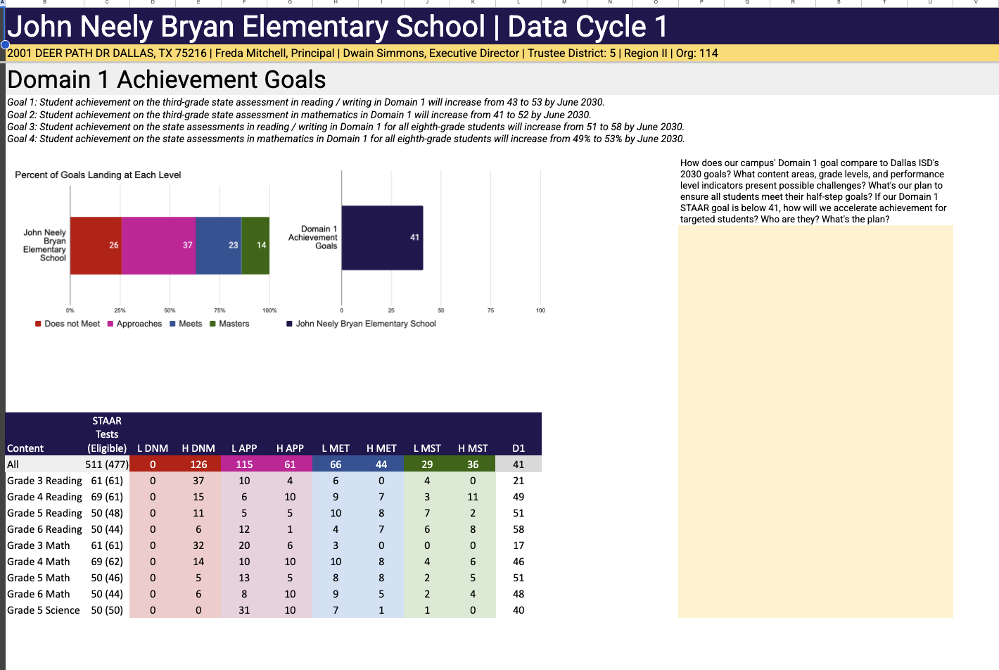 A B C D E F G H I J K L M N O P Q R S T U V
John Neely Bryan Elementary School | Data Cycle 1
2001 DEER PATH DR DALLAS, TX 75216 | Freda Mitchell, Principal | Dwain Simmons, Executive Director | Trustee District: 5 | Region II | Org: 114
Domain 1 Achievement Goals
Goal 1: Student achievement on the third-grade state assessment in reading / writing in Domain 1 will increase from 43 to 53 by June 2030.
Goal 2: Student achievement on the third-grade state assessment in mathematics in Domain 1 will increase from 41 to 52 by June 2030.
Goal 3: Student achievement on the state assessments in reading / writing in Domain 1 for all eighth-grade students will increase from 51 to 58 by June 2030.
Goal 4: Student achievement on the state assessments in mathematics in Domain 1 for all eighth-grade students will increase from 49% to 53% by June 2030.
Percent of Goals Landing at Each Level
John Neely
Bryan
Elementary
School
26 37 23 14
0% 25% 50% 75% 100%
Does not Meet Approaches Meets Masters
Domain 1
Achievement
Goals
41
0 25 50 75 100
John Neely Bryan Elementary School
How does our campus' Domain 1 goal compare to Dallas ISD's
2030 goals? What content areas, grade levels, and performance
level indicators present possible challenges? What's our plan to
ensure all students meet their half-step goals? If our Domain 1
STAAR goal is below 41, how will we accelerate achievement for
targeted students? Who are they? What's the plan?
STAAR
Tests
Content (Eligible) L DNM H DNM L APP H APP L MET H MET L MST H MST D1
All 511 (477) 0 126 115 61 66 44 29 36 41
Grade 3 Reading 61 (61) 0 37 10 4 6 0 4 0 21
Grade 4 Reading 69 (61) 0 15 6 10 9 7 3 11 49
Grade 5 Reading 50 (48) 0 11 5 5 10 8 7 2 51
Grade 6 Reading 50 (44) 0 6 12 1 4 7 6 8 58
Grade 3 Math 61 (61) 0 32 20 6 3 0 0 0 17
Grade 4 Math 69 (62) 0 14 10 10 10 8 4 6 46
Grade 5 Math 50 (46) 0 5 13 5 8 8 2 5 51
Grade 6 Math 50 (44) 0 6 8 10 9 5 2 4 48
Grade 5 Science 50 (50) 0 0 31 10 7 1 1 0 40